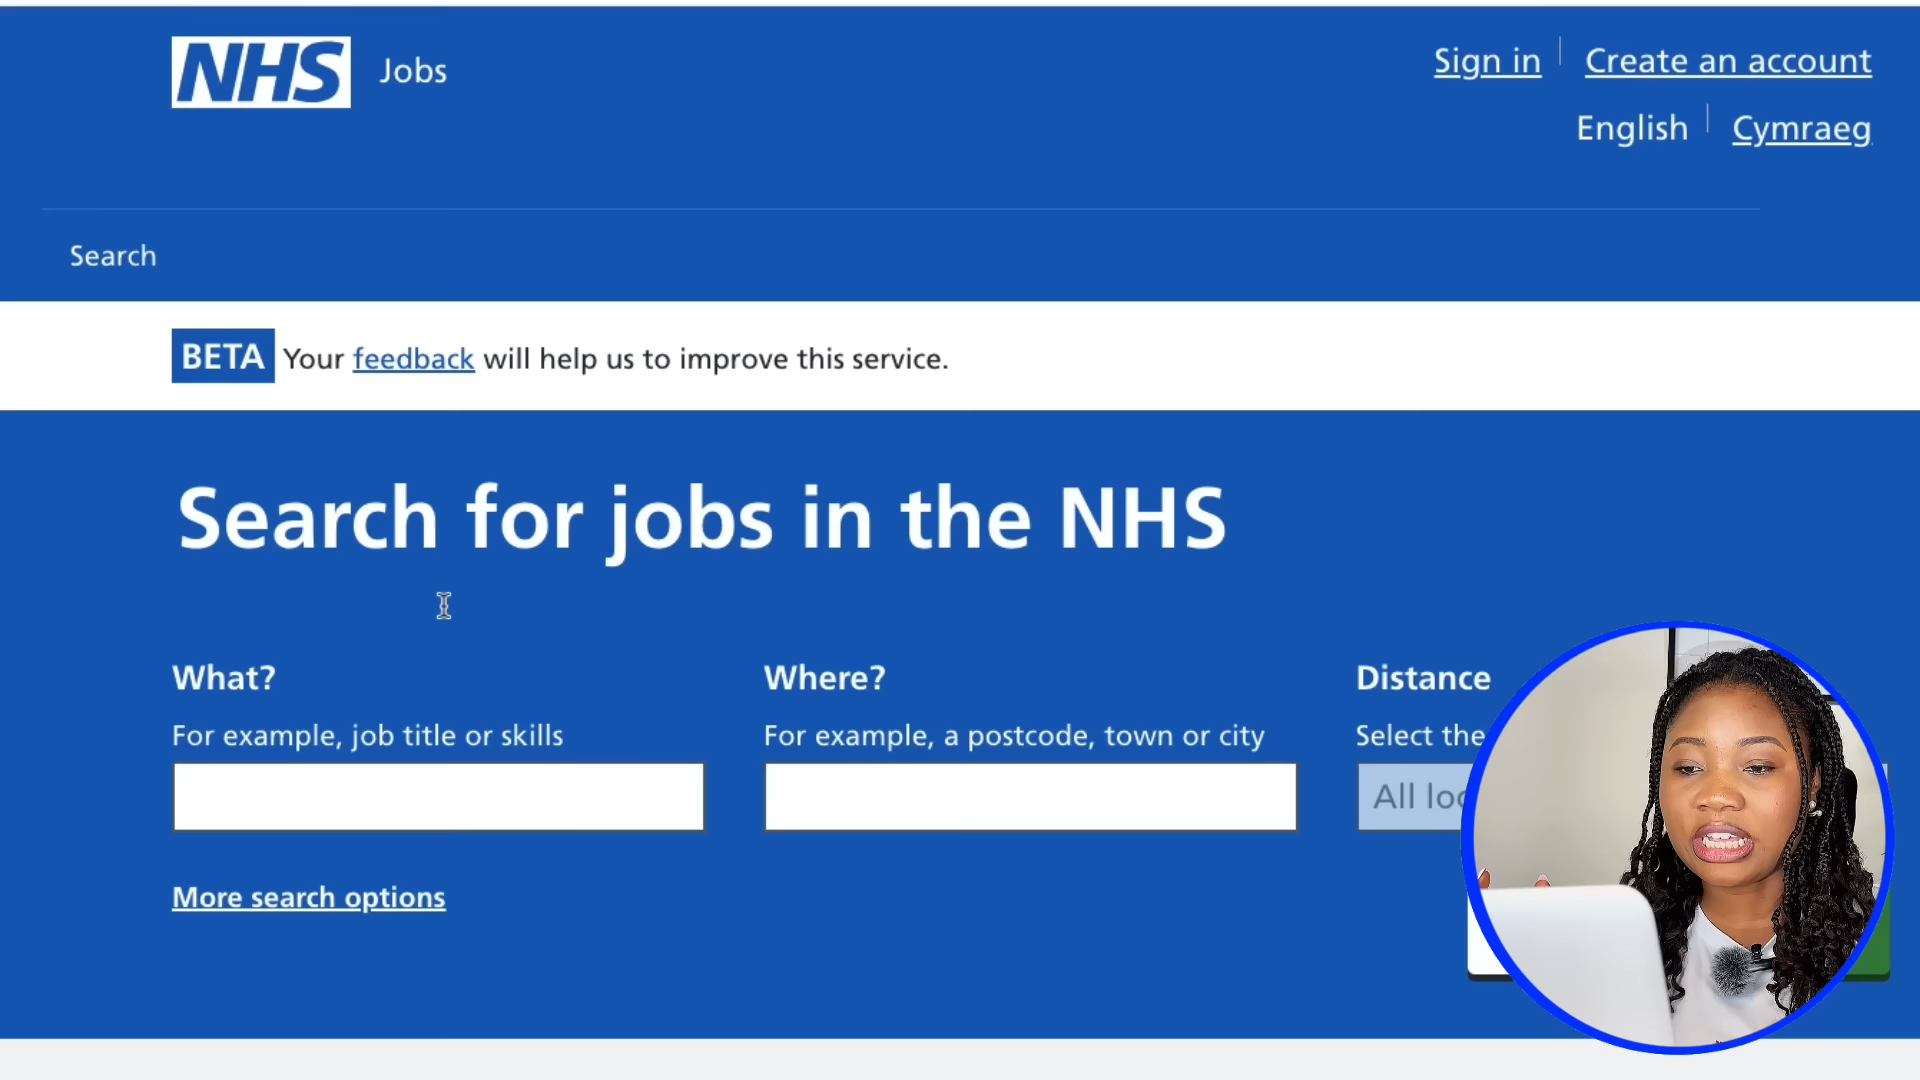 NHS Jobs
Sign in
Create an account
English
Cymraeg
Search
BETA Your feedback will help us to improve this service.
Search for jobs in the NHS
What?
For example, job title or skills
Where?
For example, a postcode, town or city
Distance
Select the
All
More search options